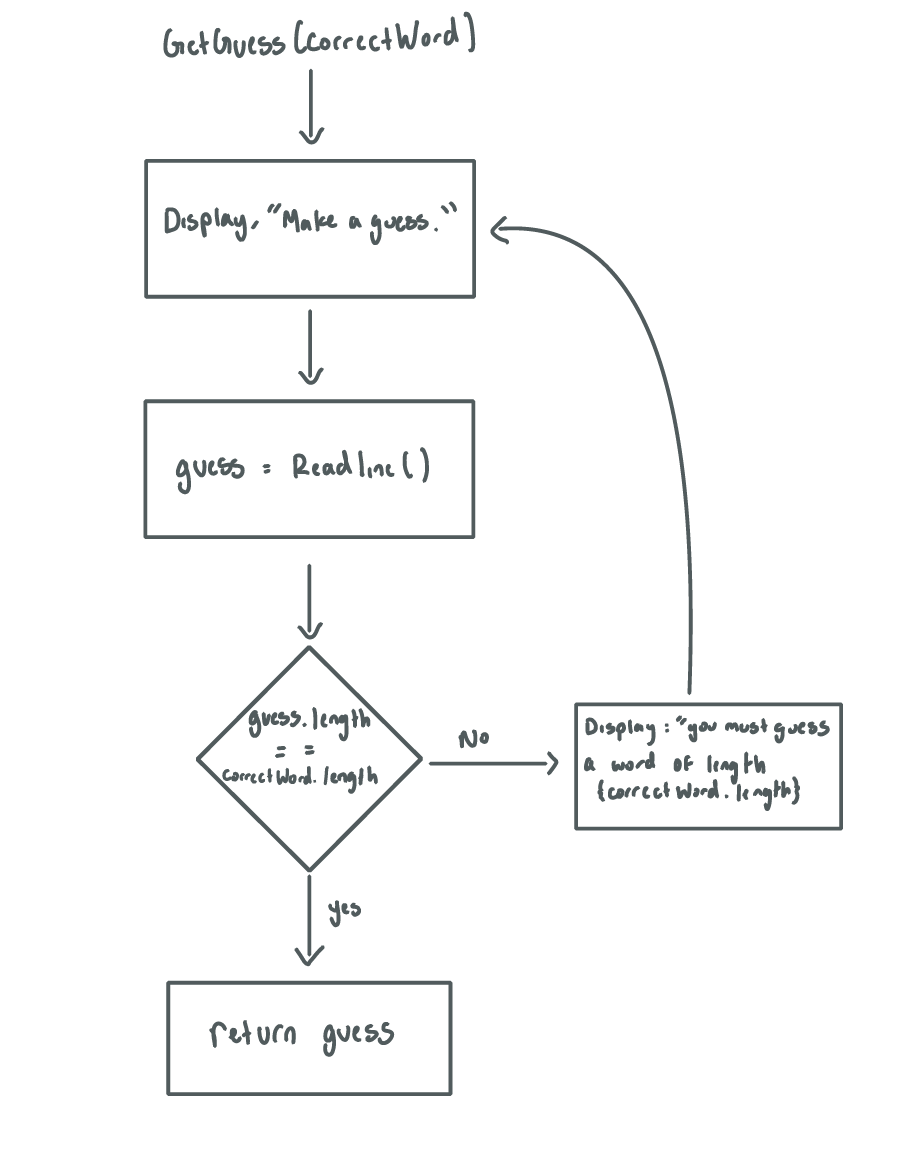 GetGuess(correctWord)
Display, "Make a guess."
guess = Readline()
guess.length
= =
correctWord.length
No
Display : "you must guess
a word of length
{correctWord.length}
yes
return guess